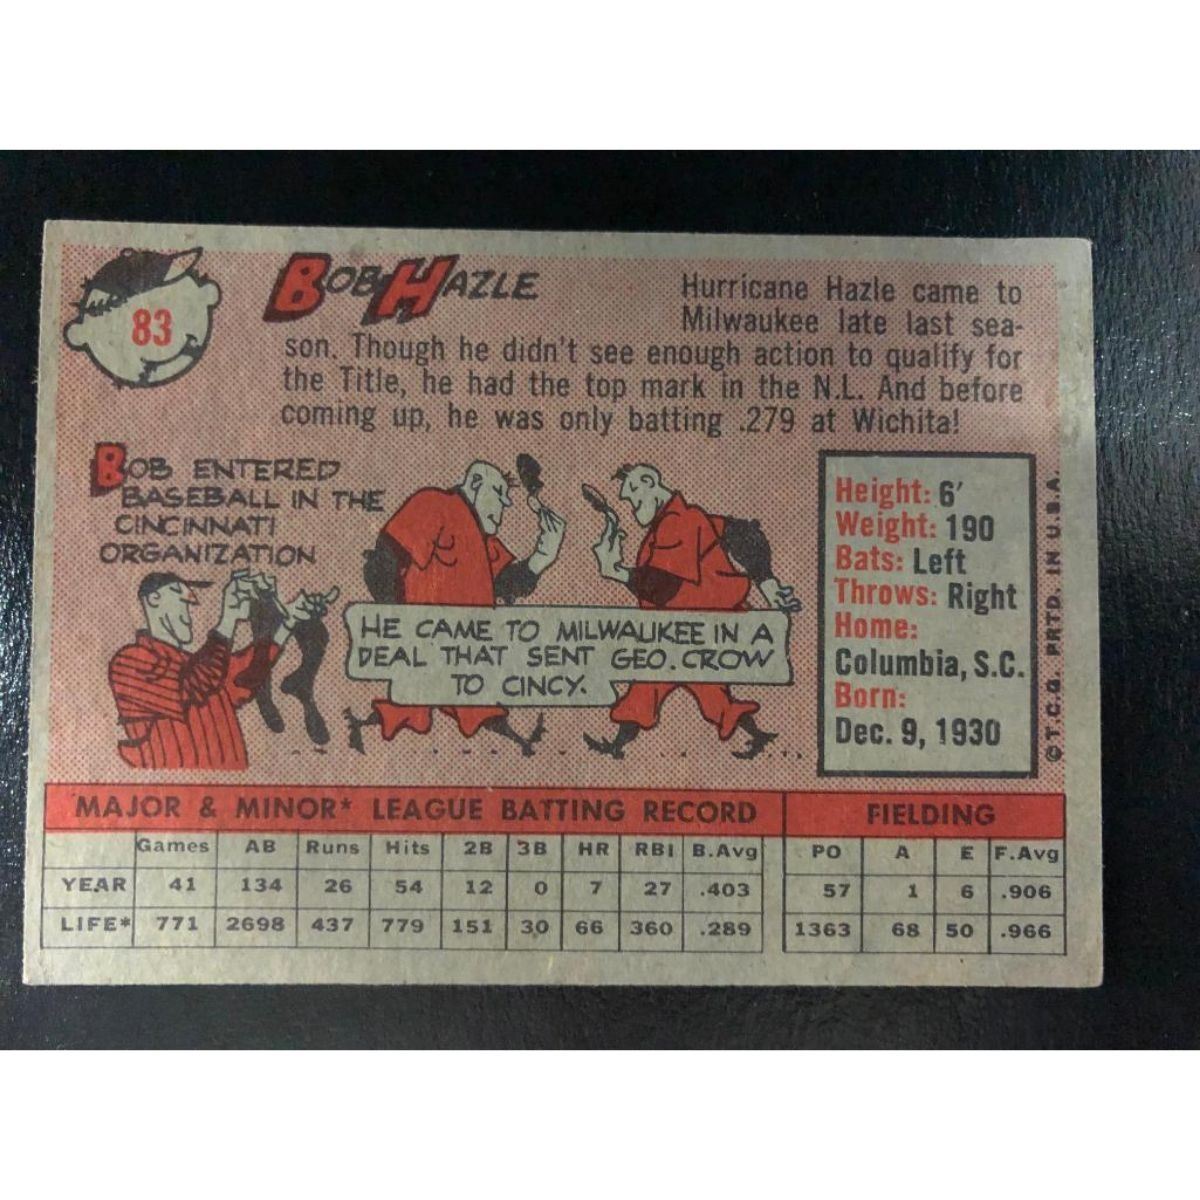 83
BOB HAZLE
Hurricane Hazle came to
Milwaukee late last sea-
son. Though he didn't see enough action to qualify for
the Title, he had the top mark in the N.L. And before
coming up, he was only batting .279 at Wichita!
BOB ENTERED
BASEBALL IN THE
CINCINNATI
ORGANIZATION
HE CAME TO MILWAUKEE IN A
DEAL THAT SENT GEO. CROW
TO CINCY.
Height: 6'
Weight: 190
Bats: Left
Throws: Right
Home:
Columbia, S.C.
Born:
Dec. 9, 1930
©T.C.G. PRTD. IN U.S.A.
MAJOR & MINOR* LEAGUE BATTING RECORD FIELDING
Games AB Runs Hits 2B 3B HR RBI B.Avg PO A E F.Avg
YEAR 41 134 26 54 12 0 7 27 .403 57 1 6 .906
LIFE* 771 2698 437 779 151 30 66 360 .289 1363 68 50 .966